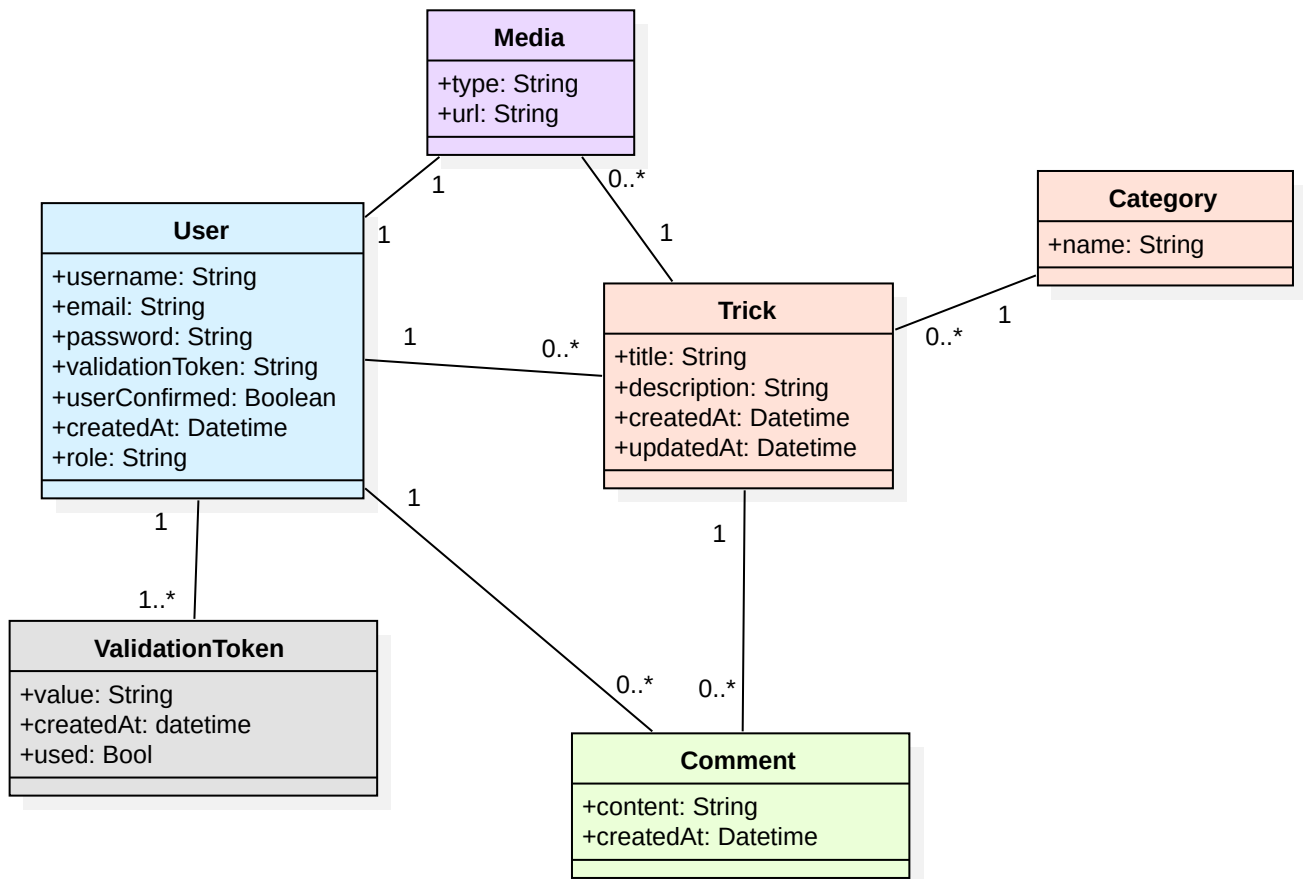 Media
+type: String
+url: String
1
0..*
1
1
Category
+name: String
0..*
1
User
+username: String
+email: String
+password: String
+validationToken: String
+userConfirmed: Boolean
+createdAt: Datetime
+role: String
1
0..*
Trick
+title: String
+description: String
+createdAt: Datetime
+updatedAt: Datetime
1
1..*
1
0..*
1
0..*
ValidationToken
+value: String
+createdAt: datetime
+used: Bool
Comment
+content: String
+createdAt: Datetime